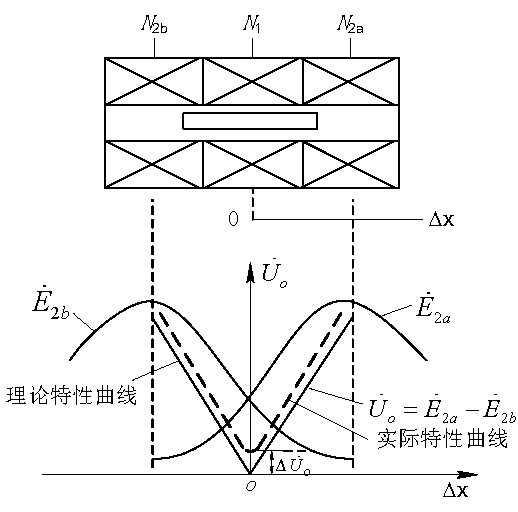 N2b N1 N2a
0 Δx
U̇o
Ė2b Ė2a
理论特性曲线
U̇o = Ė2a − Ė2b
实际特性曲线
ΔU̇o
o Δx